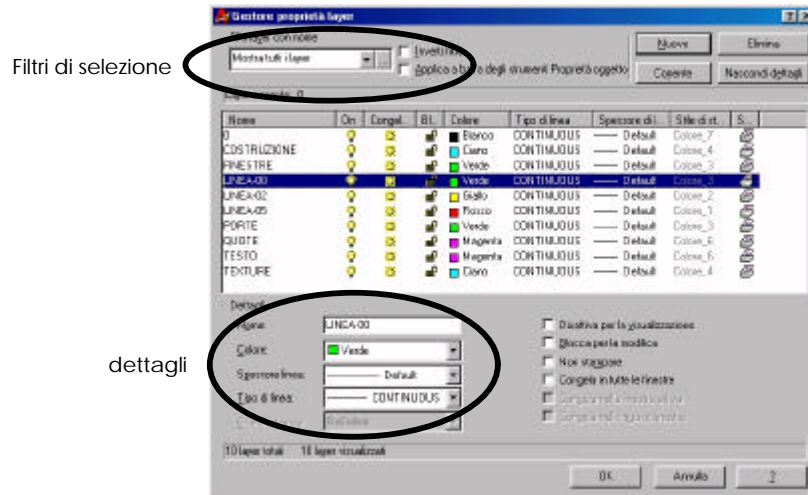 Gestore proprietà layer
Filtri di selezione
Mostra tutti i layer
Applica a degli strumenti Proprietà oggetto
Nuovo
Elimina
Corrente
Nascondi dettagli
Nome On Congel... Bl... Colore Tipo di linea Spessore di l... Stile di st... S...
0 Bianco CONTINUOUS Default Colore_7
COSTRUZIONE Ciano CONTINUOUS Default Colore_4
FINESTRE Verde CONTINUOUS Default Colore_3
LINEA-00 Verde CONTINUOUS Default Colore_3
LINEA-02 Giallo CONTINUOUS Default Colore_2
LINEA-05 Rosso CONTINUOUS Default Colore_1
PORTE Verde CONTINUOUS Default Colore_3
QUOTE Magenta CONTINUOUS Default Colore_6
TESTO Magenta CONTINUOUS Default Colore_6
TEXTURE Ciano CONTINUOUS Default Colore_4
Dettagli
Nome: LINEA-00
dettagli
Colore: Verde
Spessore linea: Default
Tipo di linea: CONTINUOUS
Disattiva per la visualizzazione
Blocca per la modifica
Non stampare
Congela in tutte le finestre
10 layer totali 10 layer visualizzati
OK
Annulla
?